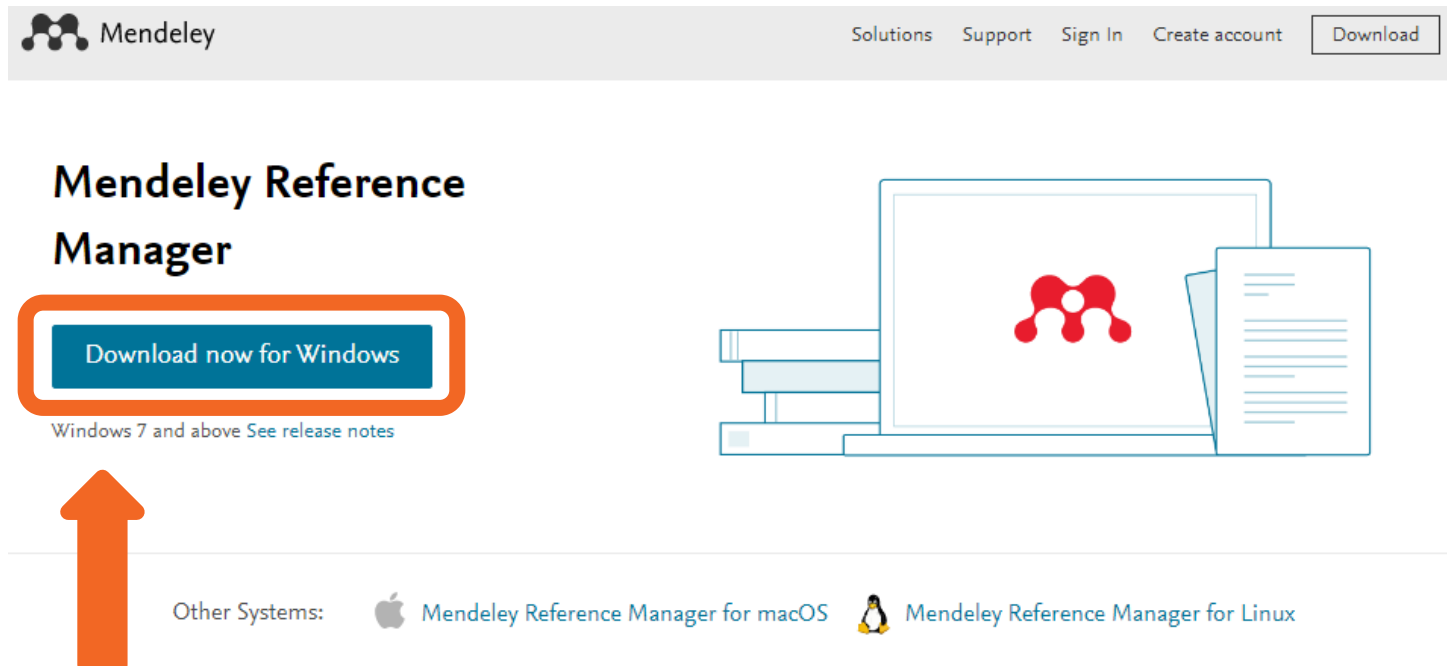 Mendeley
Solutions Support Sign In Create account Download
Mendeley Reference
Manager
Download now for Windows
Windows 7 and above See release notes
Other Systems: Mendeley Reference Manager for macOS Mendeley Reference Manager for Linux